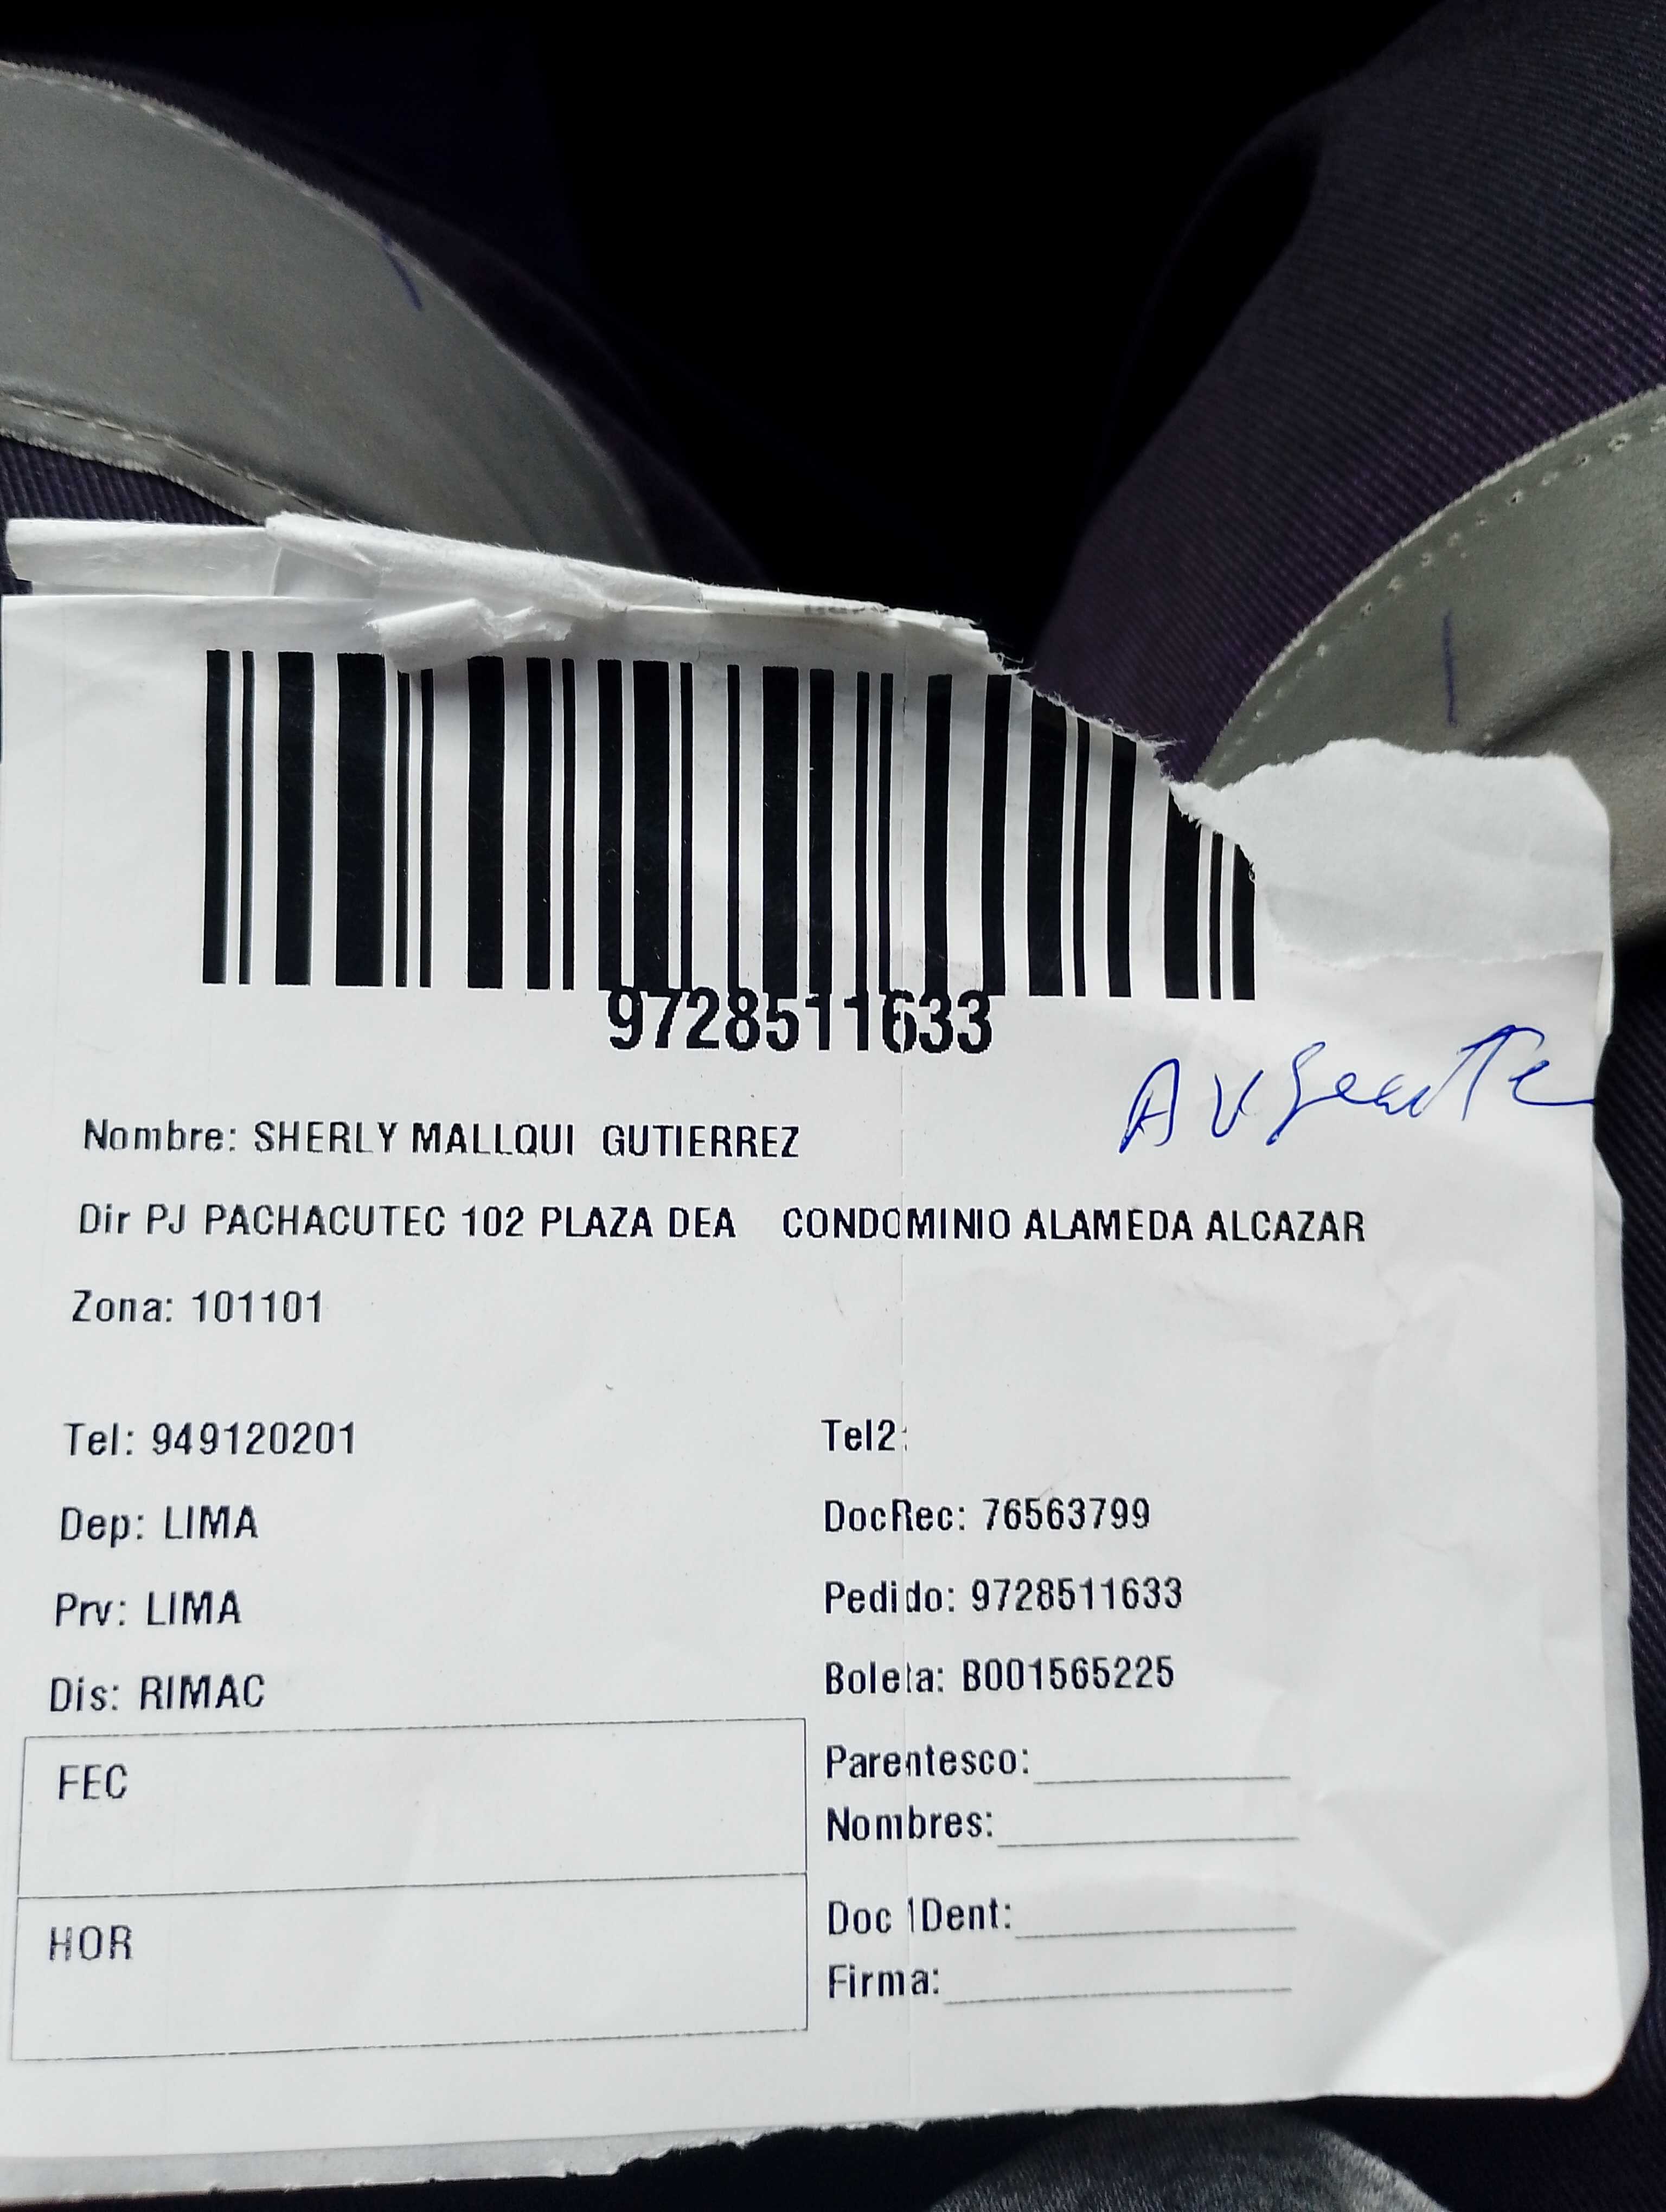 9728511633
Ausente
Nombre: SHERLY MALLQUI GUTIERREZ
Dir PJ PACHACUTEC 102 PLAZA DEA CONDOMINIO ALAMEDA ALCAZAR
Zona: 101101
Tel: 949120201 Tel2:
Dep: LIMA DocRec: 76563799
Prv: LIMA Pedido: 9728511633
Dis: RIMAC Boleta: B001565225
FEC Parentesco:
Nombres:
HOR Doc IDent:
Firma: